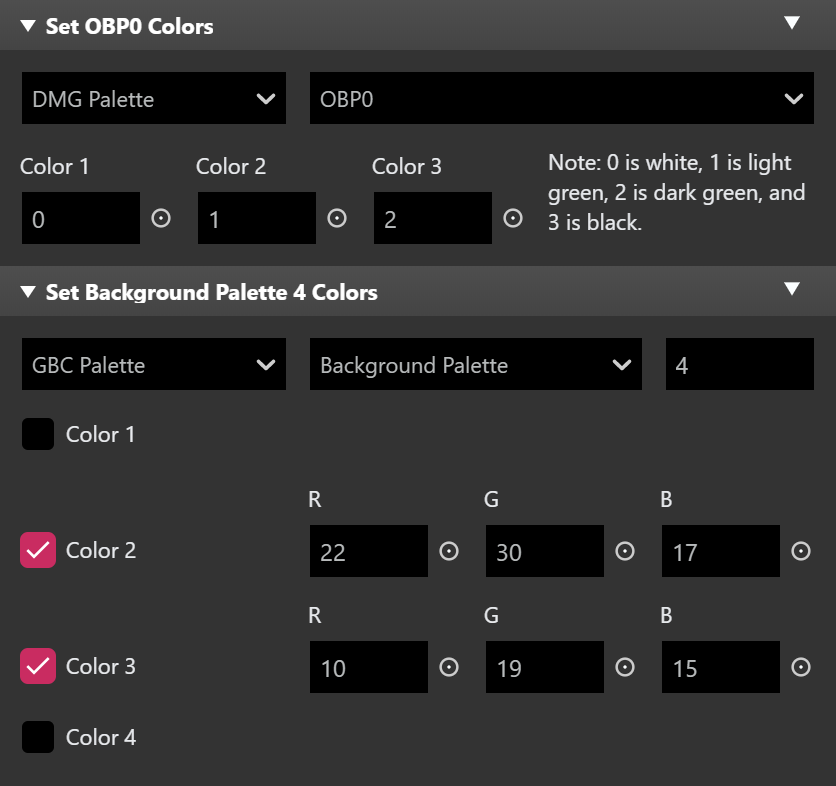 Set OBP0 Colors
DMG Palette
OBP0
Color 1
Color 2
Color 3
0
1
2
Note: 0 is white, 1 is light
green, 2 is dark green, and
3 is black.
Set Background Palette 4 Colors
GBC Palette
Background Palette
4
Color 1
R
G
B
Color 2
22
30
17
R
G
B
Color 3
10
19
15
Color 4